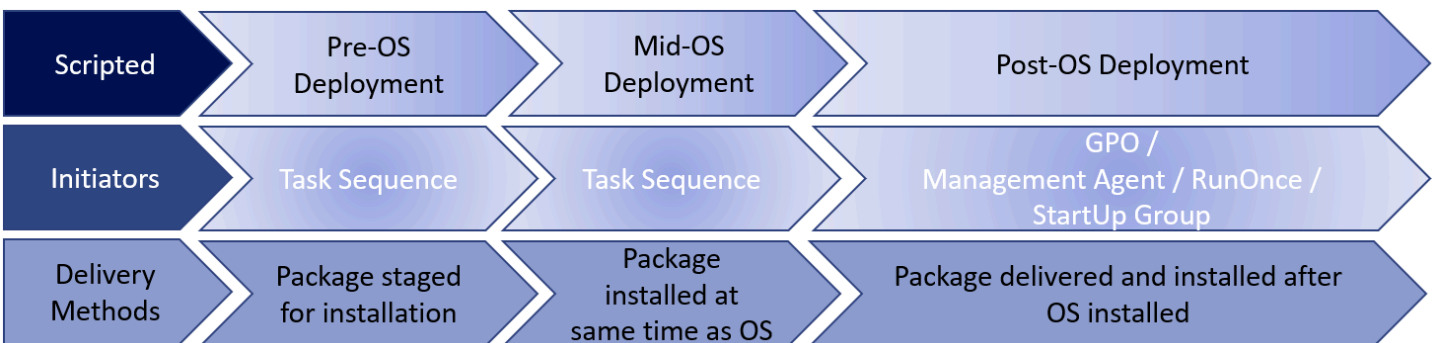 Scripted
Pre-OS
Deployment
Mid-OS
Deployment
Post-OS Deployment
Initiators
Task Sequence
Task Sequence
GPO /
Management Agent / RunOnce /
StartUp Group
Delivery
Methods
Package staged
for installation
Package
installed at
same time as OS
Package delivered and installed after
OS installed